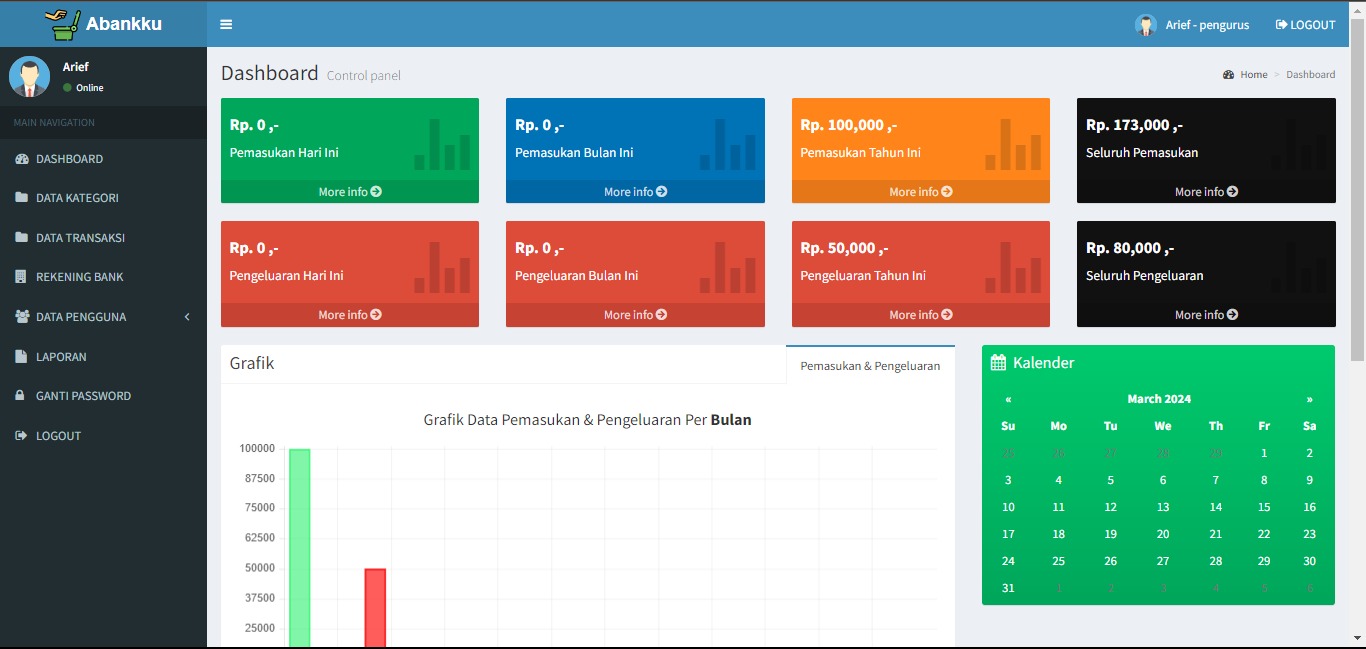 Abankku
Arief - pengurus
LOGOUT
Arief
Online
MAIN NAVIGATION
DASHBOARD
DATA KATEGORI
DATA TRANSAKSI
REKENING BANK
DATA PENGGUNA
LAPORAN
GANTI PASSWORD
LOGOUT
Dashboard Control panel
Home > Dashboard
Rp. 0 ,-
Pemasukan Hari Ini
More info
Rp. 0 ,-
Pemasukan Bulan Ini
More info
Rp. 100,000 ,-
Pemasukan Tahun Ini
More info
Rp. 173,000 ,-
Seluruh Pemasukan
More info
Rp. 0 ,-
Pengeluaran Hari Ini
More info
Rp. 0 ,-
Pengeluaran Bulan Ini
More info
Rp. 50,000 ,-
Pengeluaran Tahun Ini
More info
Rp. 80,000 ,-
Seluruh Pengeluaran
More info
Grafik
Pemasukan & Pengeluaran
Grafik Data Pemasukan & Pengeluaran Per Bulan
100000
87500
75000
62500
50000
37500
25000
Kalender
« March 2024 »
Su Mo Tu We Th Fr Sa
25 26 27 28 29 1 2
3 4 5 6 7 8 9
10 11 12 13 14 15 16
17 18 19 20 21 22 23
24 25 26 27 28 29 30
31 1 2 3 4 5 6